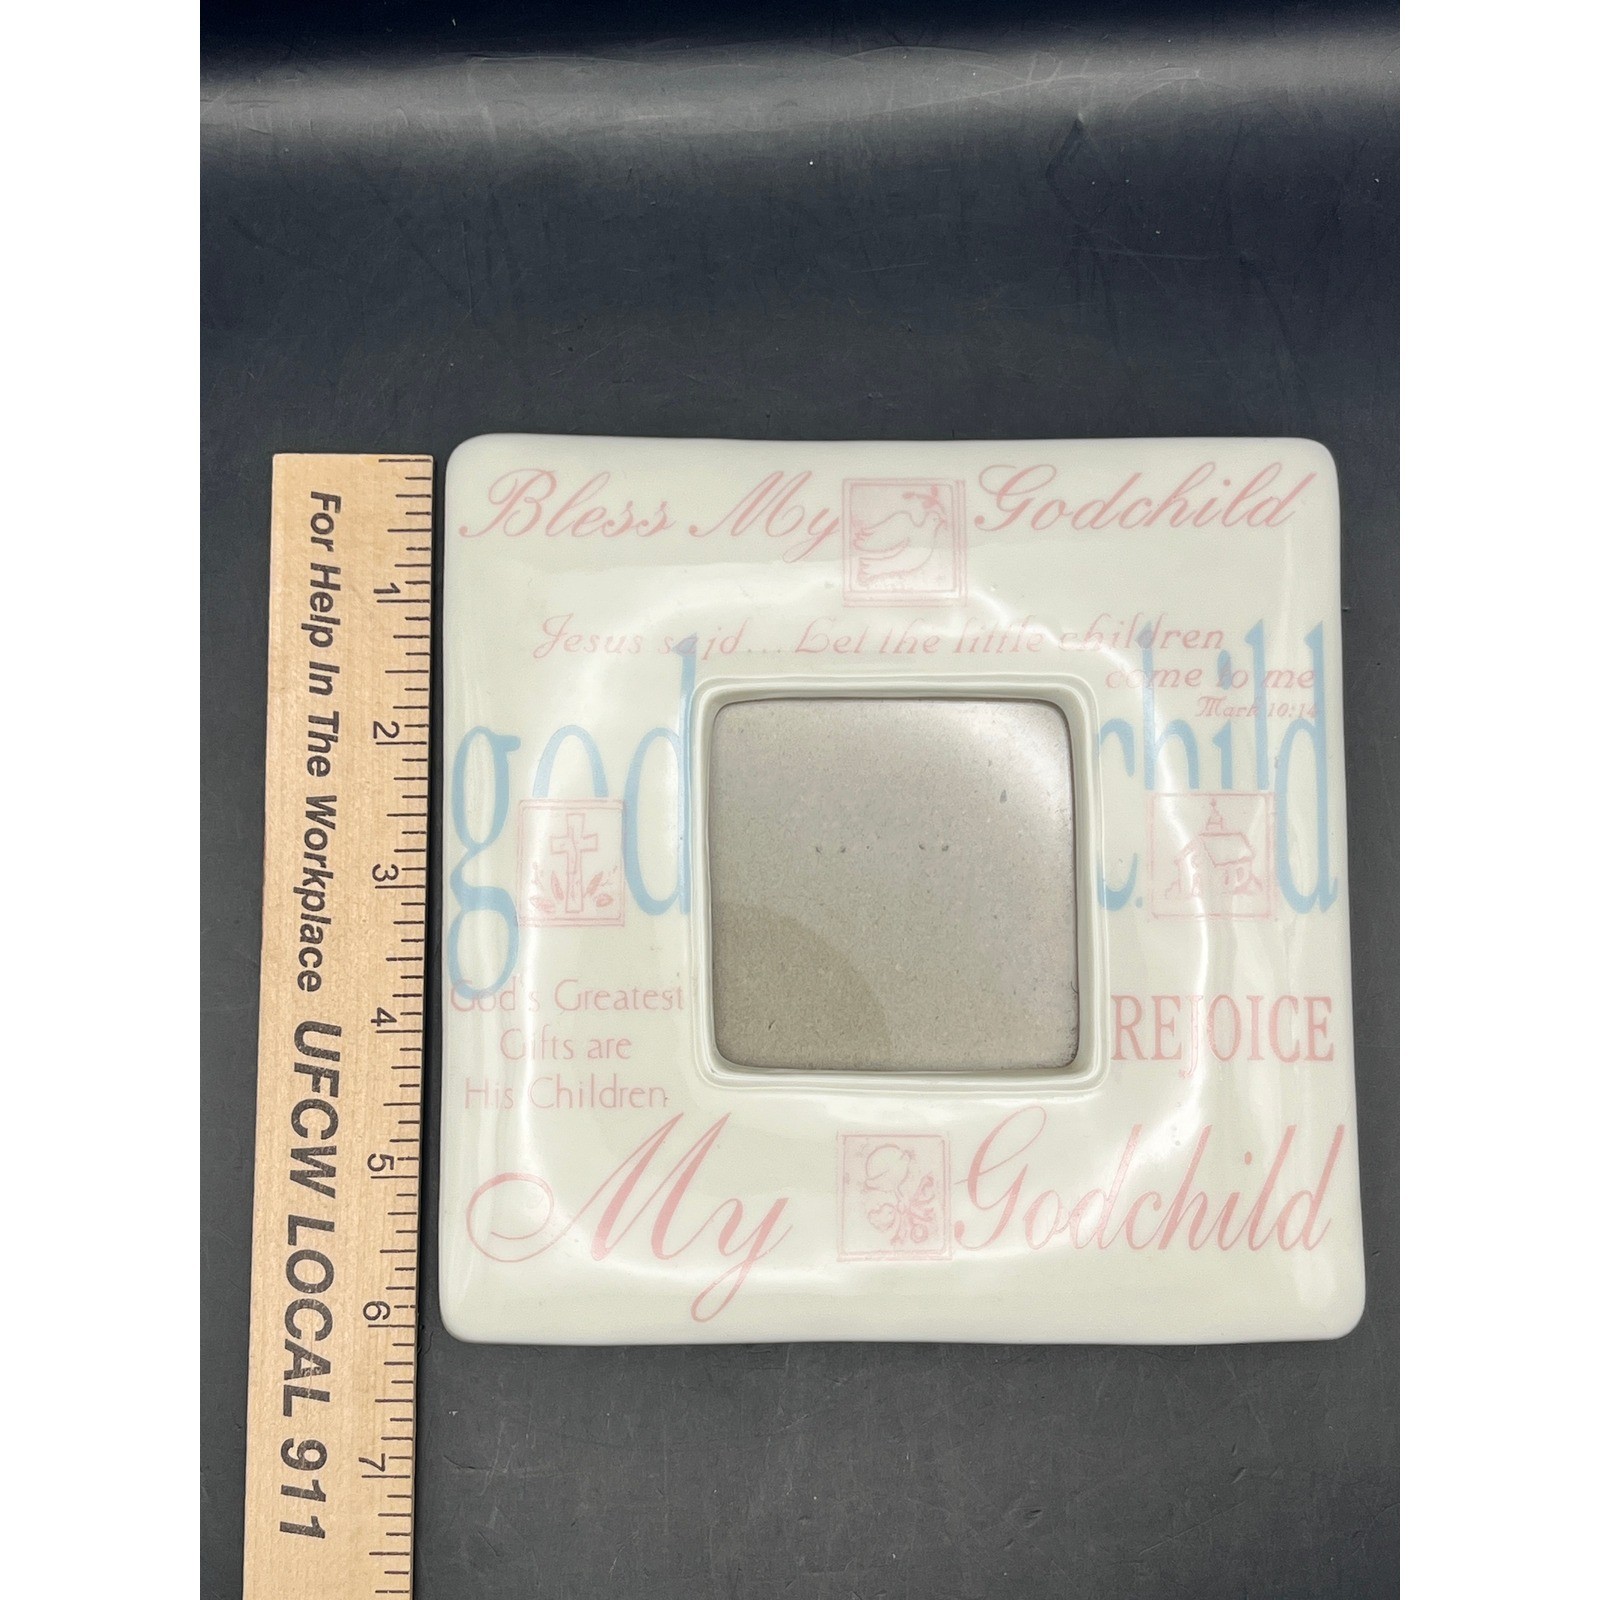 Bless My Godchild
Jesus said... Let the little children
come to me
Mark 10:14
god child
God's Greatest
Gifts are
His Children
REJOICE
My Godchild
For Help In The Workplace UFCW LOCAL 911
1
2
3
4
5
6
7